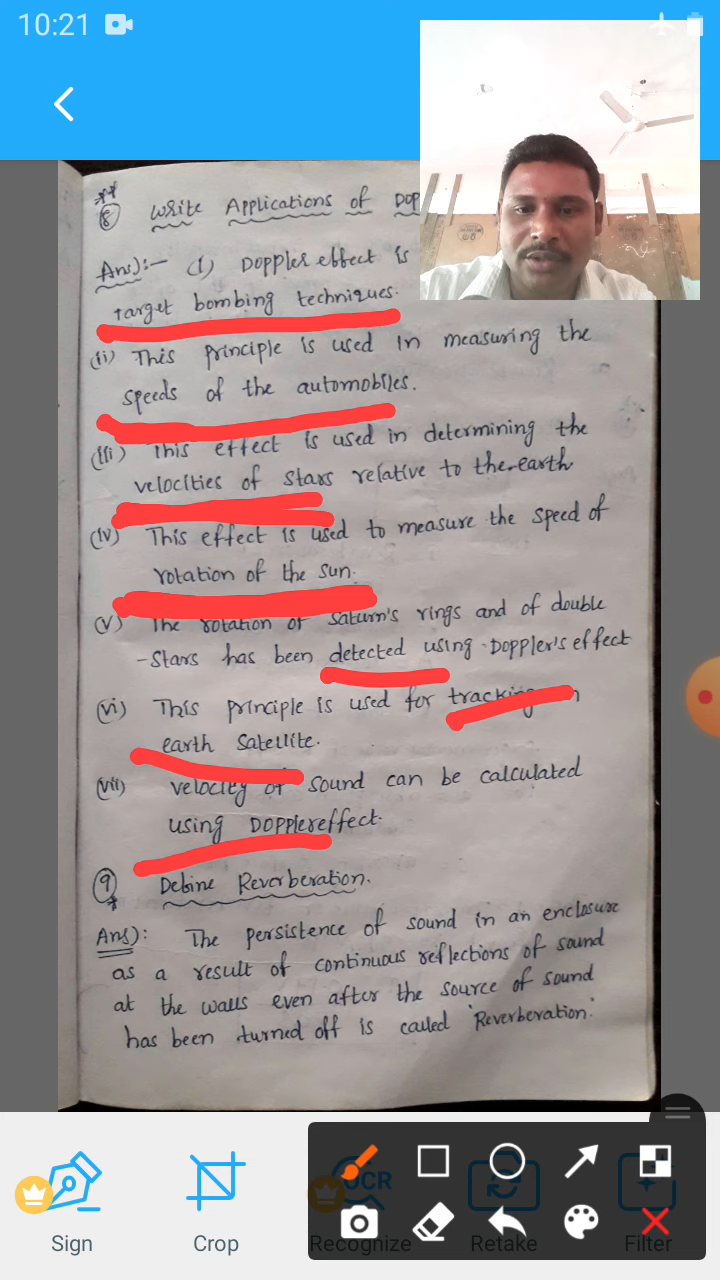 10:21
(8) Write Applications of DOP
Ans):- (i) Doppler effect is
target bombing techniques.
(ii) This principle is used in measuring the
speeds of the automobiles.
(iii) This effect is used in determining the
velocities of stars relative to the earth
(iv) This effect is used to measure the speed of
rotation of the sun.
(v) The rotation of Saturn's rings and of double
-stars has been detected using Doppler's effect
(vi) This principle is used for tracking
earth satellite.
(vii) velocity of sound can be calculated
using Doppler effect.
(9) Define Reverberation.
Ans): The persistence of sound in an enclosure
as a result of continuous reflections of sound
at the walls even after the source of sound
has been turned off is called 'Reverberation'.
OCR
Sign Crop Recognize Retake Filter